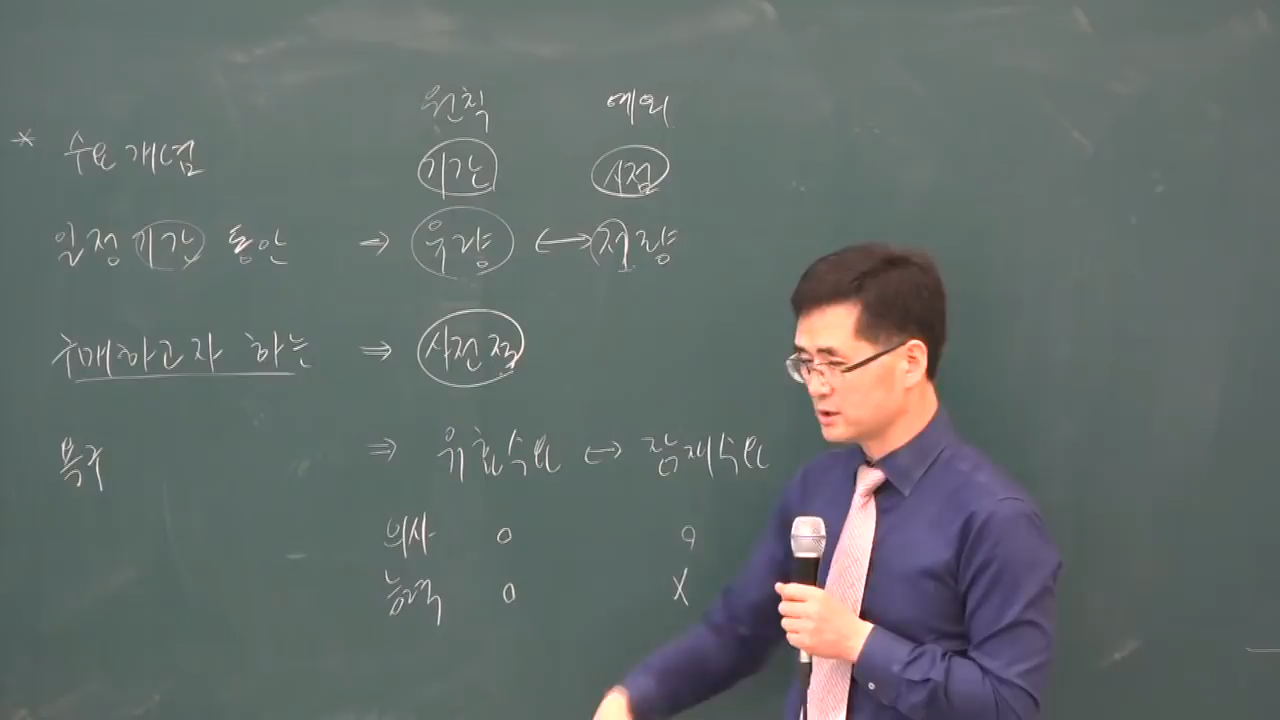 원칙 예외
* 수요개념 기간 시점
일정 기간 동안 ⇒ 유량 ↔ 저량
구매하고자 하는 ⇒ 사전적
욕구 ⇒ 유효수요 ↔ 잠재수요
의사 O O
능력 O X